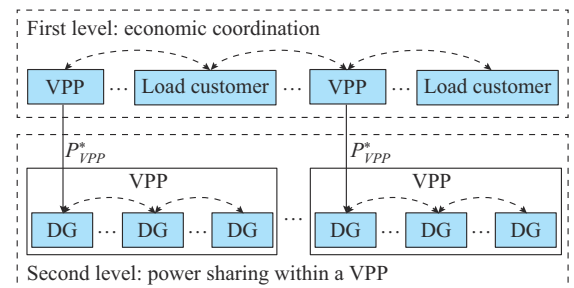 First level: economic coordination
VPP … Load customer … VPP … Load customer
P*VPP P*VPP
VPP VPP
DG … DG … DG … DG … DG … DG
Second level: power sharing within a VPP